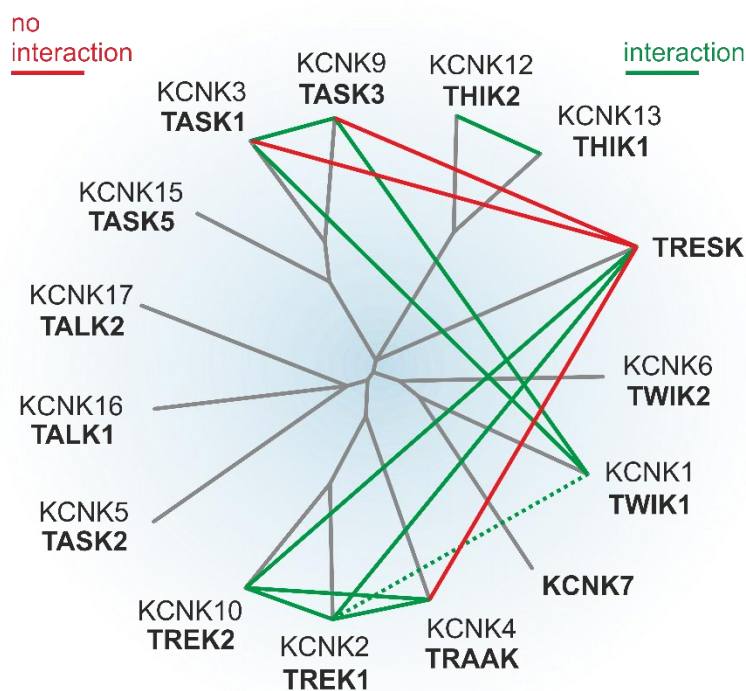 no
interaction
interaction
KCNK3
TASK1
KCNK9
TASK3
KCNK12
THIK2
KCNK13
THIK1
KCNK15
TASK5
TRESK
KCNK17
TALK2
KCNK6
TWIK2
KCNK16
TALK1
KCNK1
TWIK1
KCNK5
TASK2
KCNK7
KCNK10
TREK2
KCNK2
TREK1
KCNK4
TRAAK